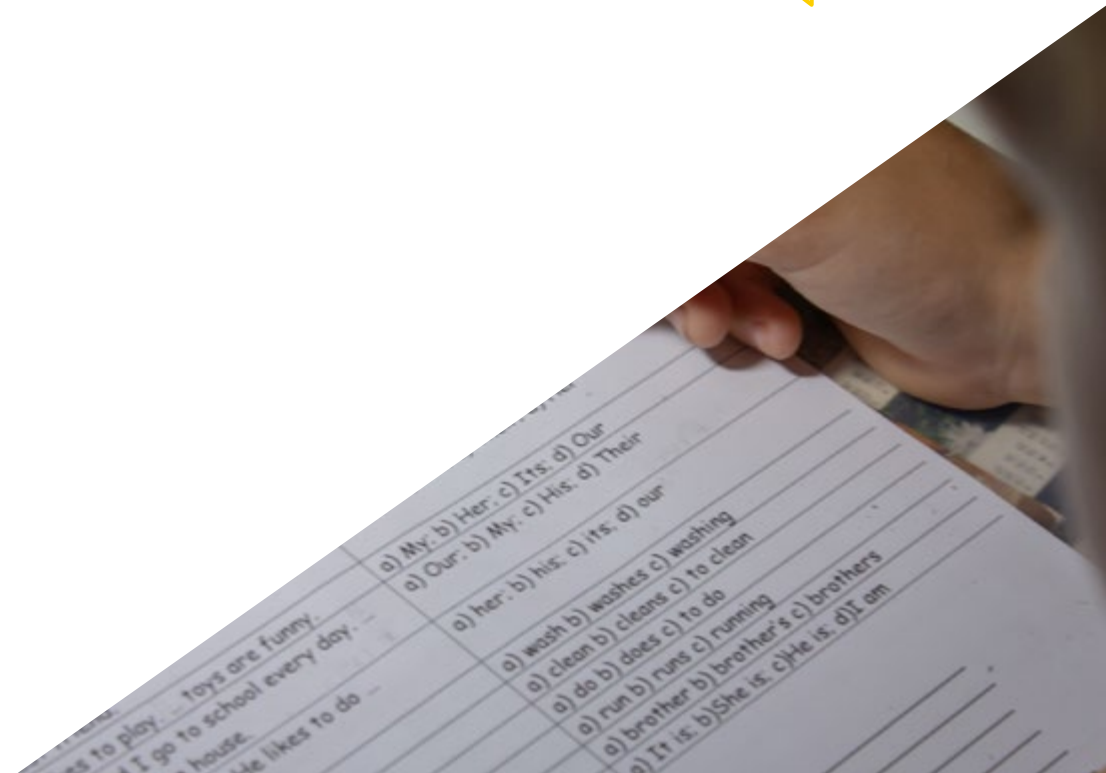 a) My: b) Her: c) Its: d) Our
toys are funny. a) Our: b) My: c) His: d) Their
I go to school every day.
house a) her: b) his: c) its: d) our
likes to do
a) wash b) washes c) washing
a) clean b) cleans c) to clean
a) do b) does c) to do
a) run b) runs c) running
a) brother b) brother's c) brothers
a) It is: b)She is: c)He is: d)I am